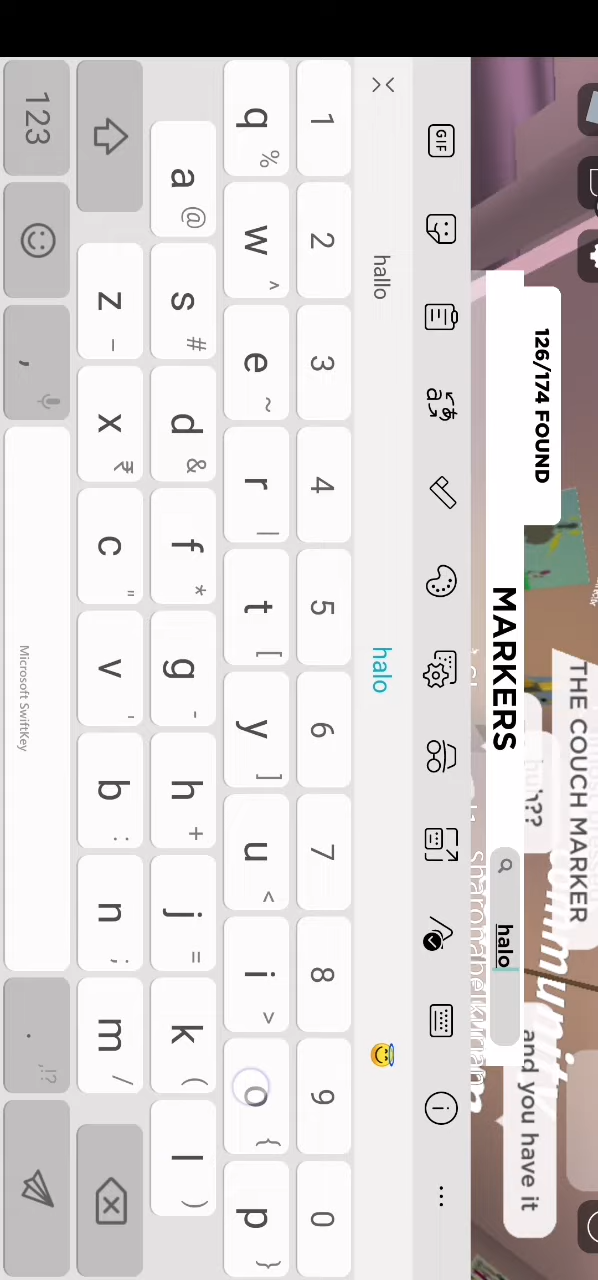 THE COUCH MARKER
and you have it
126/174 FOUND
MARKERS
halo
hallo
halo
1 2 3 4 5 6 7 8 9 0
q % w ^ e ~ r | t [ y ] u < i > o { p }
a @ s # d & f * g - h + j = k ( l )
z – x ₹ c " v ' b : n ; m /
123 , Microsoft SwiftKey . ,!?
GIF